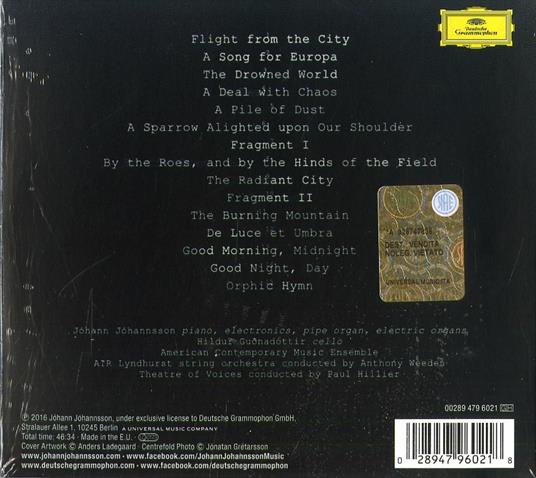 Deutsche
Grammophon
Flight from the City
A Song for Europa
The Drowned World
A Deal with Chaos
A Pile of Dust
A Sparrow Alighted upon Our Shoulder
Fragment I
By the Roes, and by the Hinds of the Field
The Radiant City
Fragment II
The Burning Mountain
De Luce et Umbra
Good Morning, Midnight
Good Night, Day
Orphic Hymn
DEST. VENDITA
NOLEG. VIETATO
UNIVERSAL MUSICITA
Jóhann Jóhannsson piano, electronics, pipe organ, electric organs
Hildur Guðnadóttir cello
American Contemporary Music Ensemble
AIR Lyndhurst string orchestra conducted by Anthony Weeden
Theatre of Voices conducted by Paul Hillier
℗ 2016 Jóhann Jóhannsson, under exclusive license to Deutsche Grammophon GmbH,
Stralauer Allee 1, 10245 Berlin A UNIVERSAL MUSIC COMPANY
Total time: 46:34 · Made in the E.U.
Cover Artwork © Anders Ladegaard · Centrefold Photo © Jónatan Grétarsson
www.johannjohannsson.com · www.facebook.com/JohannJohahnssonMusic
www.deutschegrammophon.com · www.facebook.com/deutschegrammophon
00289 479 6021 GH
0 28947 96021 8